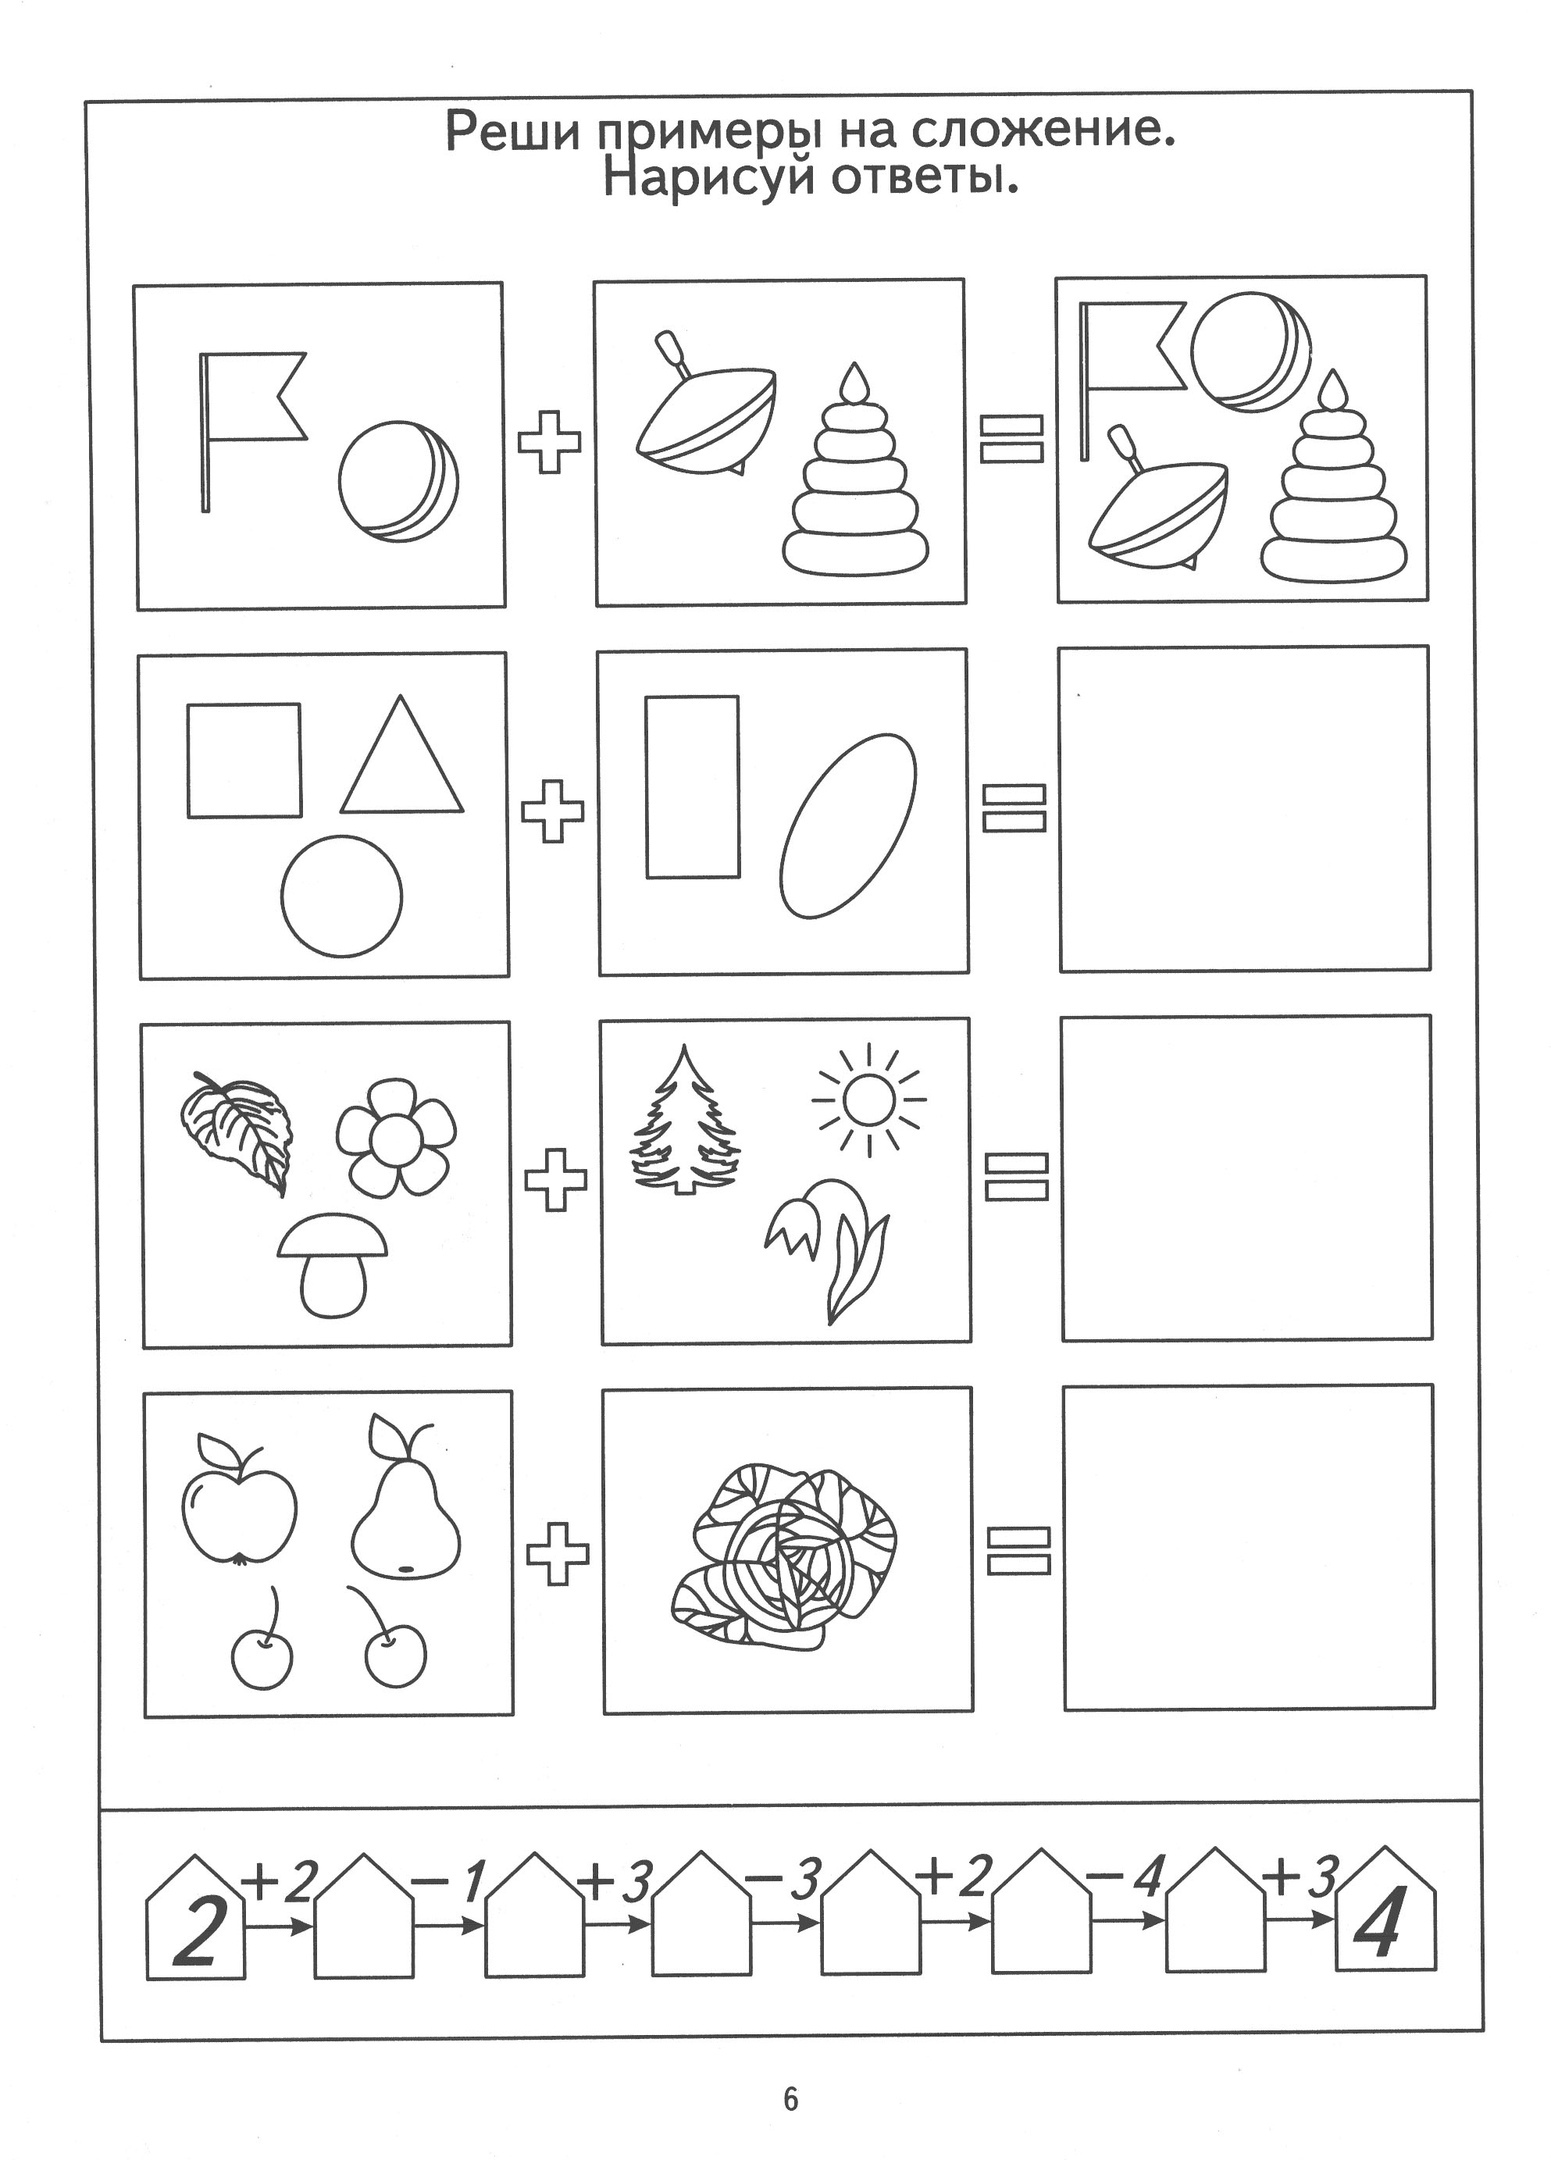 Реши примеры на сложение.
Нарисуй ответы.
+2 −1 +3 −3 +2 −4 +3
2 4
6